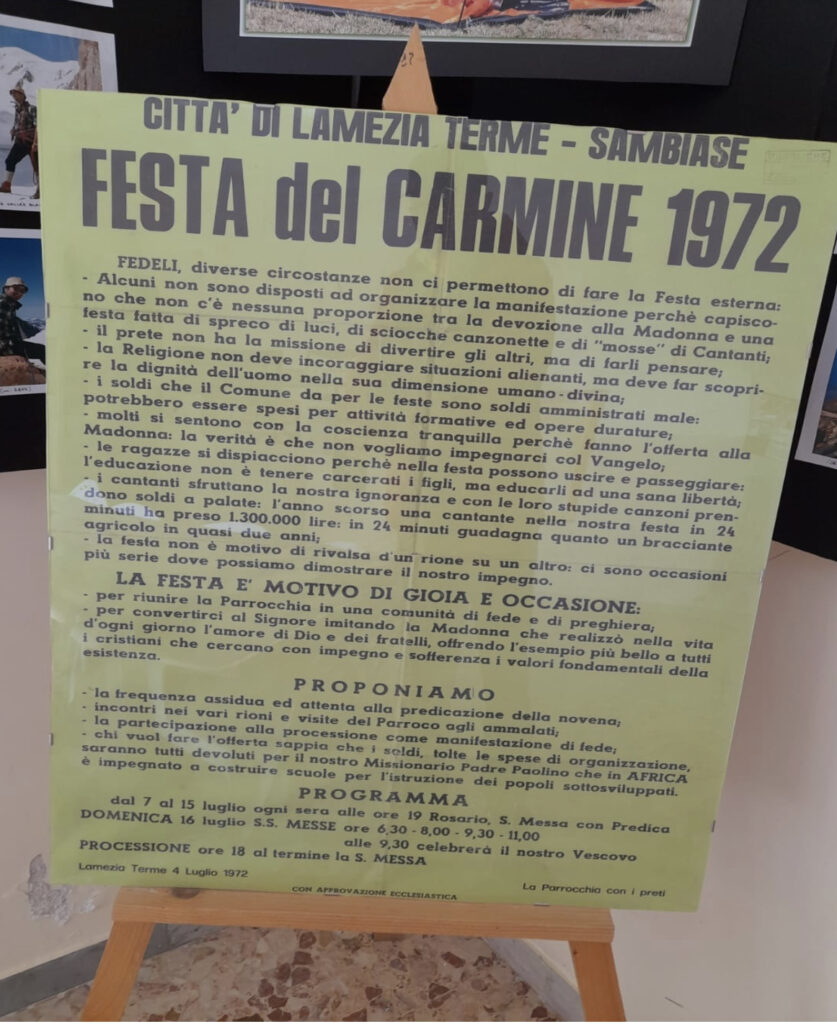 CITTA' DI LAMEZIA TERME - SAMBIASE
FESTA del CARMINE 1972
FEDELI, diverse circostanze non ci permettono di fare la Festa esterna:
- Alcuni non sono disposti ad organizzare la manifestazione perchè capisco-
no che non c'è nessuna proporzione tra la devozione alla Madonna e una
festa fatta di spreco di luci, di sciocche canzonette e di "mosse" di Cantanti;
- il prete non ha la missione di divertire gli altri, ma di farli pensare;
- la Religione non deve incoraggiare situazioni alienanti, ma deve far scopri-
re la dignità dell'uomo nella sua dimensione umano-divina;
- i soldi che il Comune da per le feste sono soldi amministrati male:
potrebbero essere spesi per attività formative ed opere durature;
- molti si sentono con la coscienza tranquilla perchè fanno l'offerta alla
Madonna: la verità è che non vogliamo impegnarci col Vangelo;
- le ragazze si dispiacciono perchè nella festa possono uscire e passeggiare:
l'educazione non è tenere carcerati i figli, ma educarli ad una sana libertà;
- i cantanti sfruttano la nostra ignoranza e con le loro stupide canzoni pren-
dono soldi a palate: l'anno scorso una cantante nella nostra festa in 24
minuti ha preso 1.300.000 lire: in 24 minuti guadagna quanto un bracciante
agricolo in quasi due anni;
- la festa non è motivo di rivalsa d'un rione su un altro: ci sono occasioni
più serie dove possiamo dimostrare il nostro impegno.
LA FESTA E' MOTIVO DI GIOIA E OCCASIONE:
- per riunire la Parrocchia in una comunità di fede e di preghiera;
- per convertirci al Signore imitando la Madonna che realizzò nella vita
d'ogni giorno l'amore di Dio e dei fratelli, offrendo l'esempio più bello a tutti
i cristiani che cercano con impegno e sofferenza i valori fondamentali della
esistenza.
PROPONIAMO
- la frequenza assidua ed attenta alla predicazione della novena;
- incontri nei vari rioni e visite del Parroco agli ammalati;
- la partecipazione alla processione come manifestazione di fede;
- chi vuol fare l'offerta sappia che i soldi, tolte le spese di organizzazione,
saranno tutti devoluti per il nostro Missionario Padre Paolino che in AFRICA
è impegnato a costruire scuole per l'istruzione dei popoli sottosviluppati.
PROGRAMMA
dal 7 al 15 luglio ogni sera alle ore 19 Rosario, S. Messa con Predica
DOMENICA 16 luglio S.S. MESSE ore 6,30 - 8,00 - 9,30 - 11,00
alle 9,30 celebrerà il nostro Vescovo
PROCESSIONE ore 18 al termine la S. MESSA
Lamezia Terme 4 Luglio 1972
La Parrocchia con i preti
CON APPROVAZIONE ECCLESIASTICA